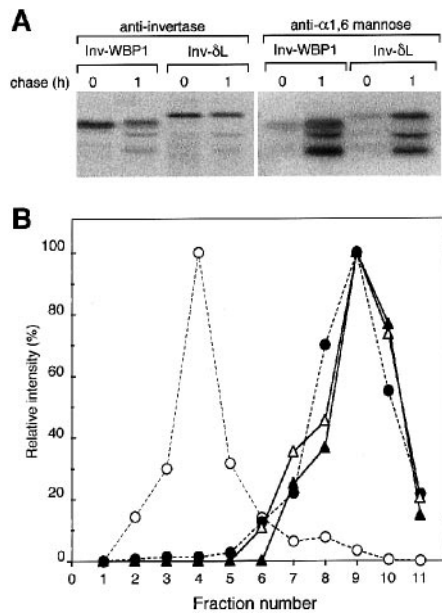 A
anti-invertase
anti-α1,6 mannose
Inv-WBP1
Inv-δL
Inv-WBP1
Inv-δL
chase (h)
0
1
0
1
0
1
0
1
B
Relative intensity (%)
100
80
60
40
20
0
1
2
3
4
5
6
7
8
9
10
11
Fraction number